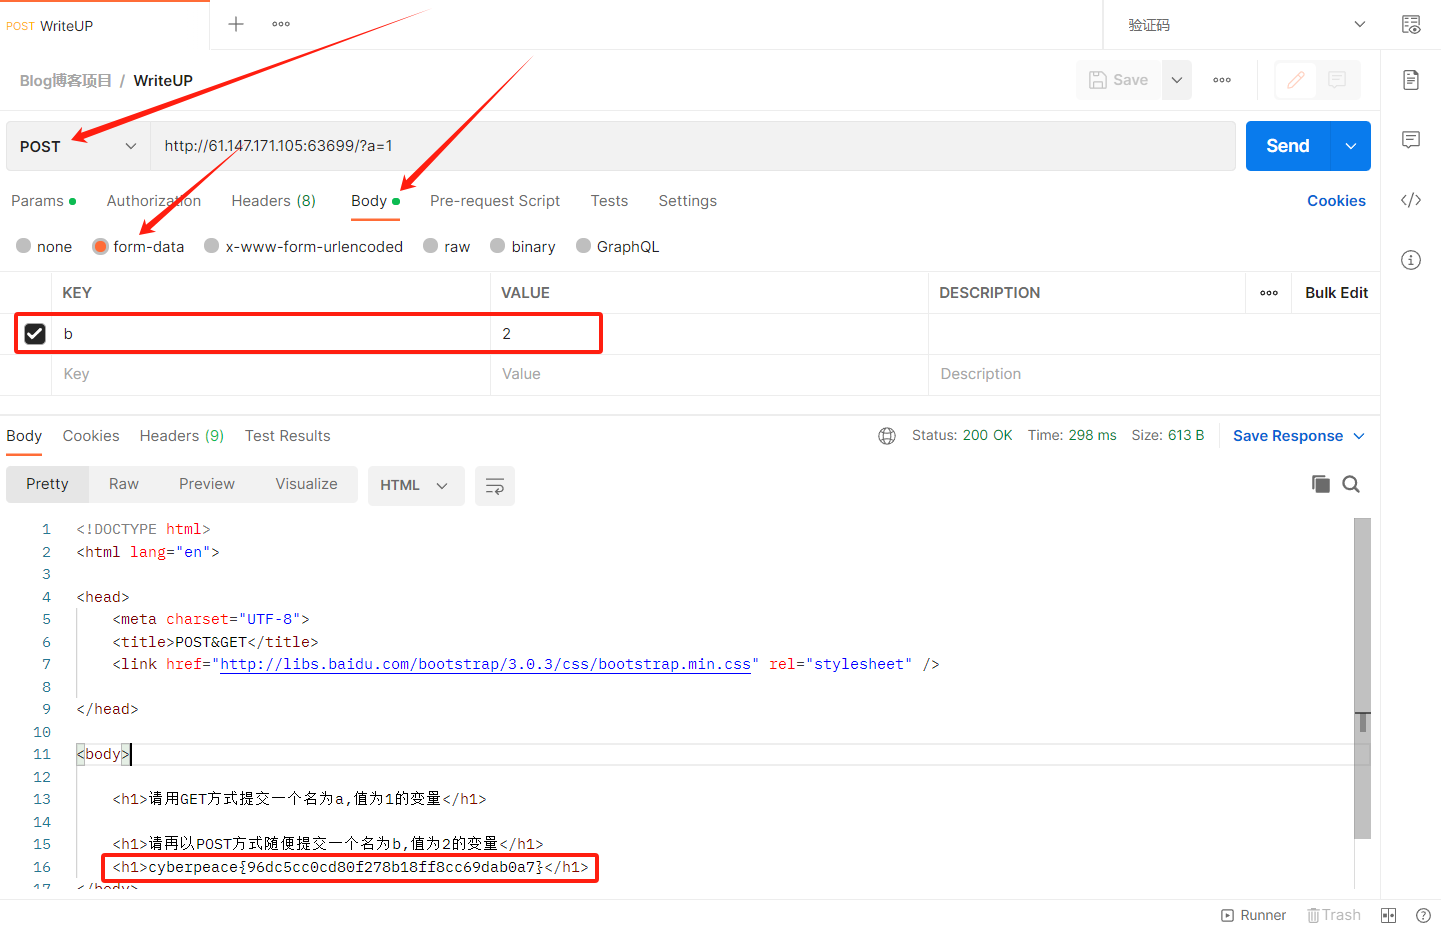 POST WriteUP
验证码
Blog博客项目 / WriteUP
Save
POST http://61.147.171.105:63699/?a=1 Send
Params Authorization Headers (8) Body Pre-request Script Tests Settings Cookies
none form-data x-www-form-urlencoded raw binary GraphQL
KEY VALUE DESCRIPTION Bulk Edit
b 2
Key Value Description
Body Cookies Headers (9) Test Results Status: 200 OK Time: 298 ms Size: 613 B Save Response
Pretty Raw Preview Visualize HTML
1 <!DOCTYPE html>
2 <html lang="en">
3
4 <head>
5 <meta charset="UTF-8">
6 <title>POST&GET</title>
7 <link href="http://libs.baidu.com/bootstrap/3.0.3/css/bootstrap.min.css" rel="stylesheet" />
8
9 </head>
10
11 <body>
12
13 <h1>请用GET方式提交一个名为a,值为1的变量</h1>
14
15 <h1>请再以POST方式随便提交一个名为b,值为2的变量</h1>
16 <h1>cyberpeace{96dc5cc0cd80f278b18ff8cc69dab0a7}</h1>
17 </body>
Runner Trash